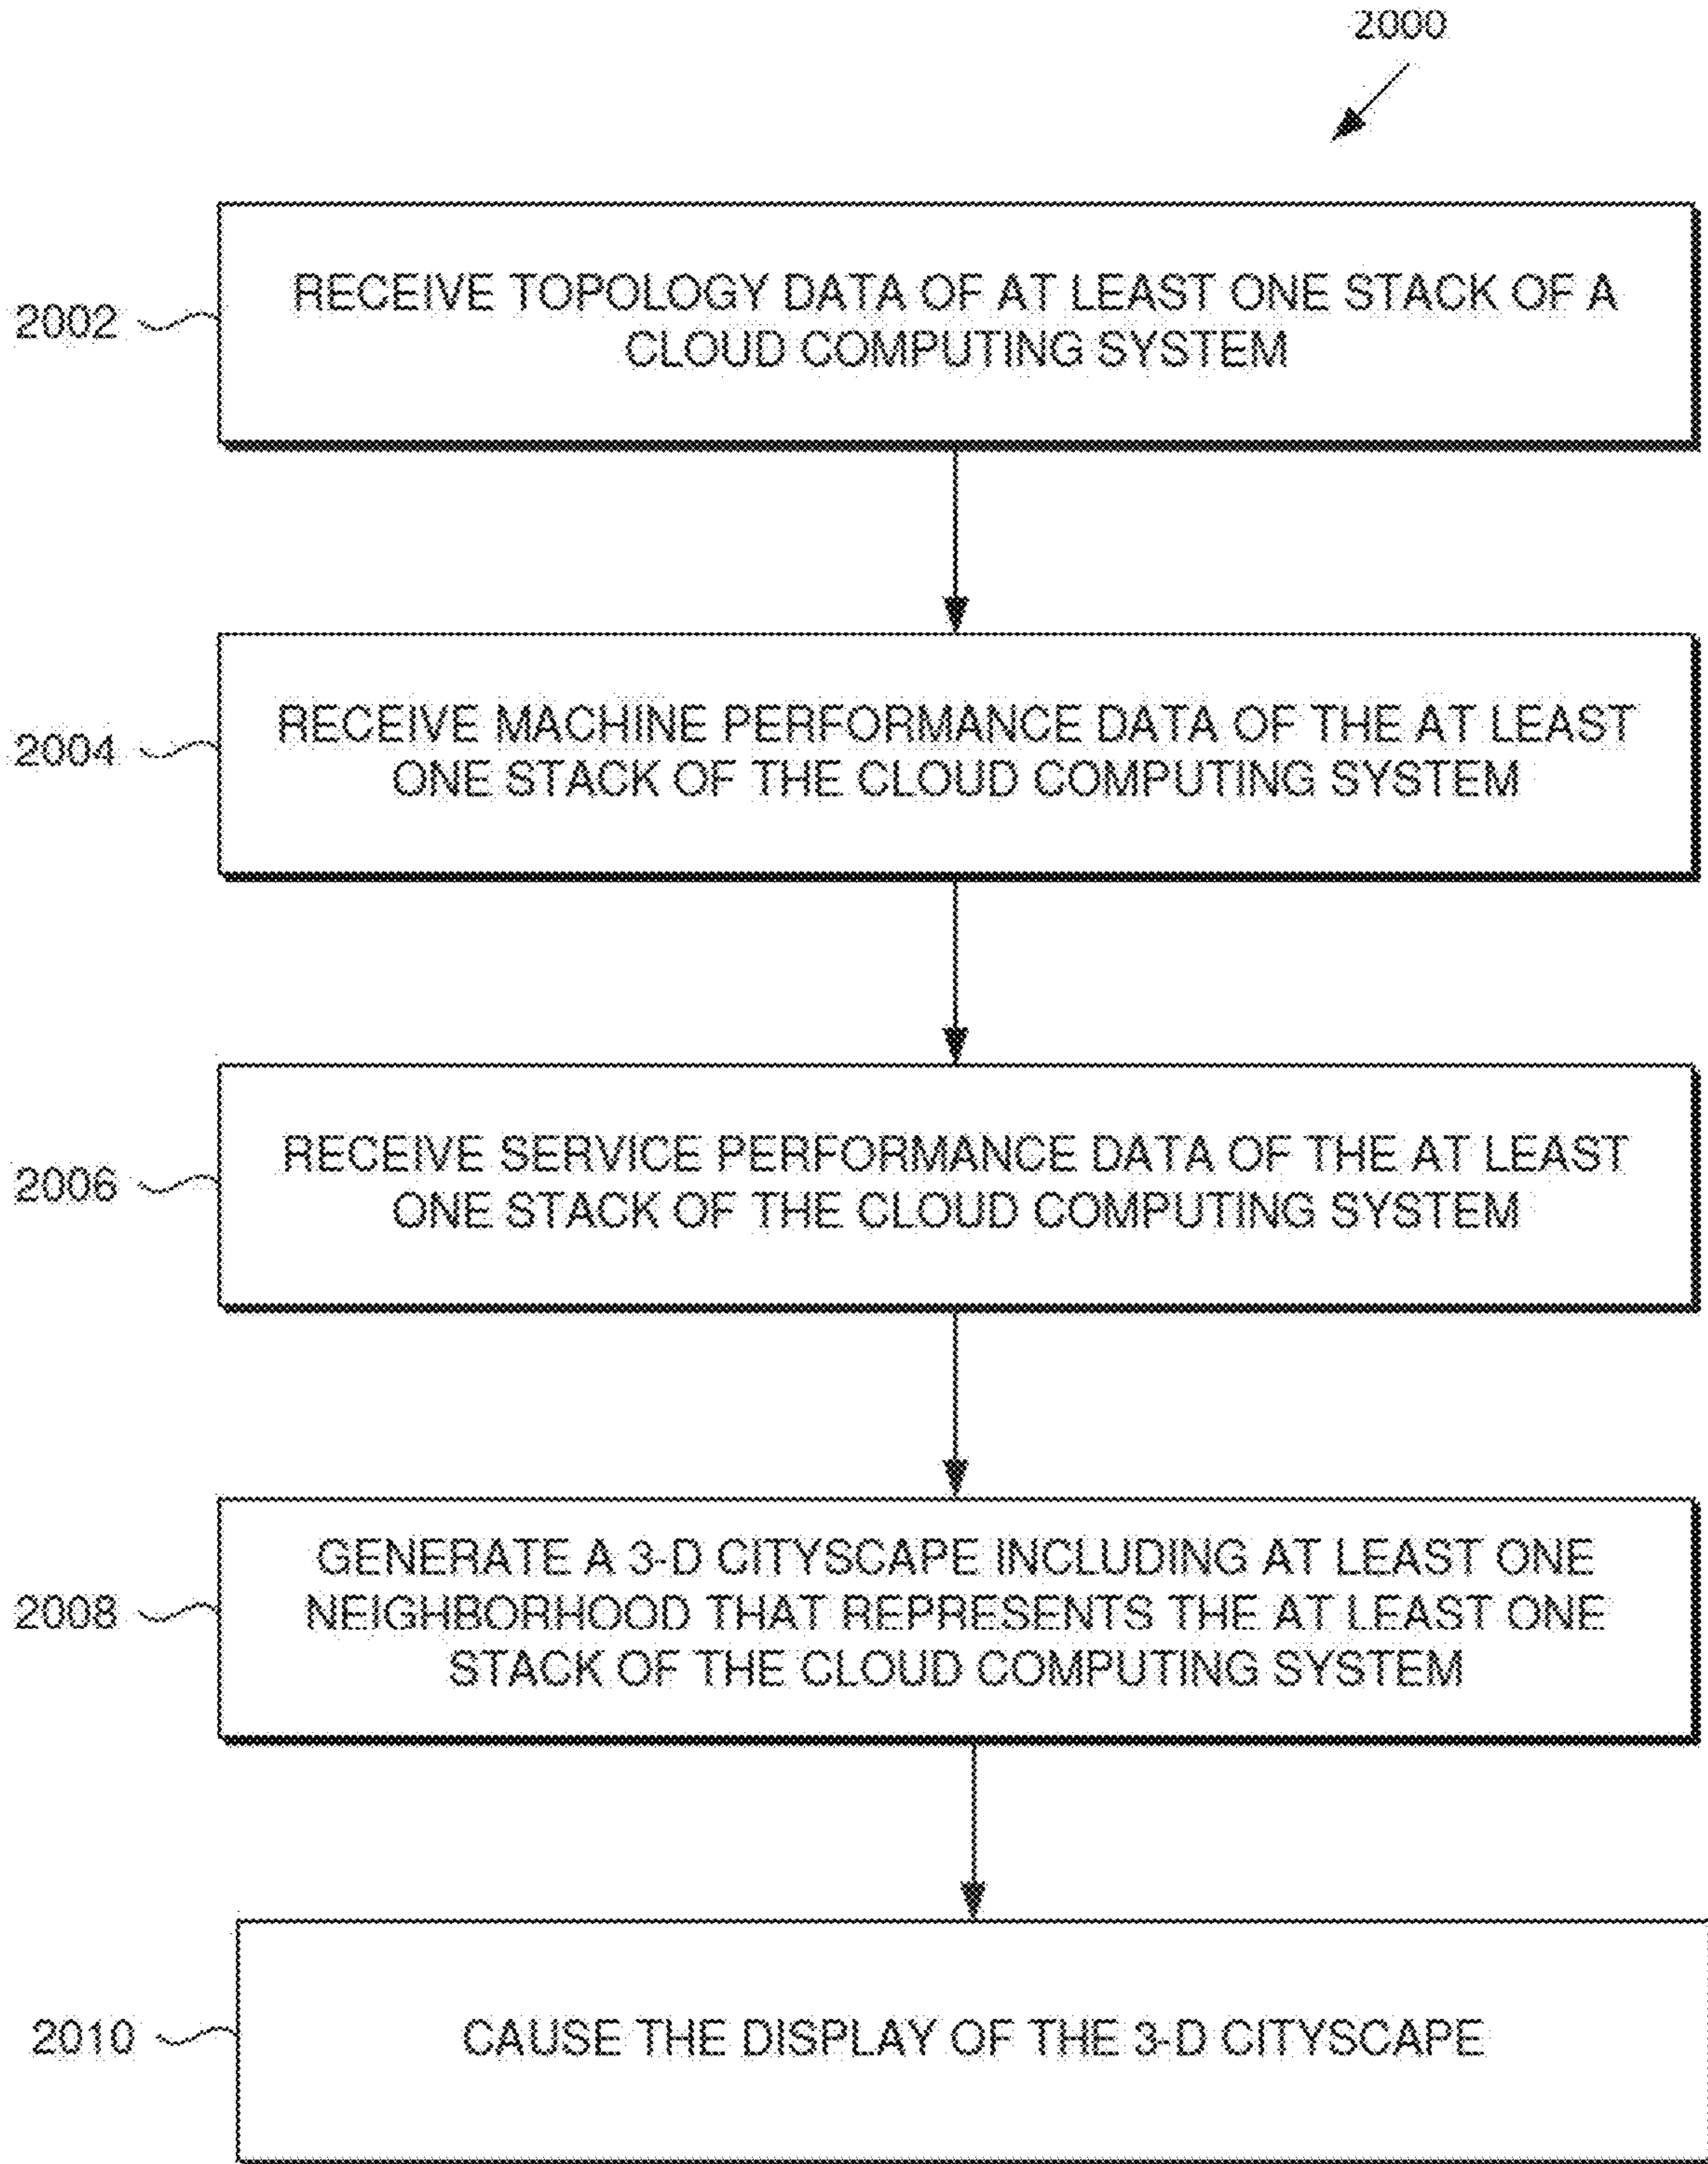 2000
2002
RECEIVE TOPOLOGY DATA OF AT LEAST ONE STACK OF A
CLOUD COMPUTING SYSTEM
2004
RECEIVE MACHINE PERFORMANCE DATA OF THE AT LEAST
ONE STACK OF THE CLOUD COMPUTING SYSTEM
2006
RECEIVE SERVICE PERFORMANCE DATA OF THE AT LEAST
ONE STACK OF THE CLOUD COMPUTING SYSTEM
2008
GENERATE A 3-D CITYSCAPE INCLUDING AT LEAST ONE
NEIGHBORHOOD THAT REPRESENTS THE AT LEAST ONE
STACK OF THE CLOUD COMPUTING SYSTEM
2010
CAUSE THE DISPLAY OF THE 3-D CITYSCAPE